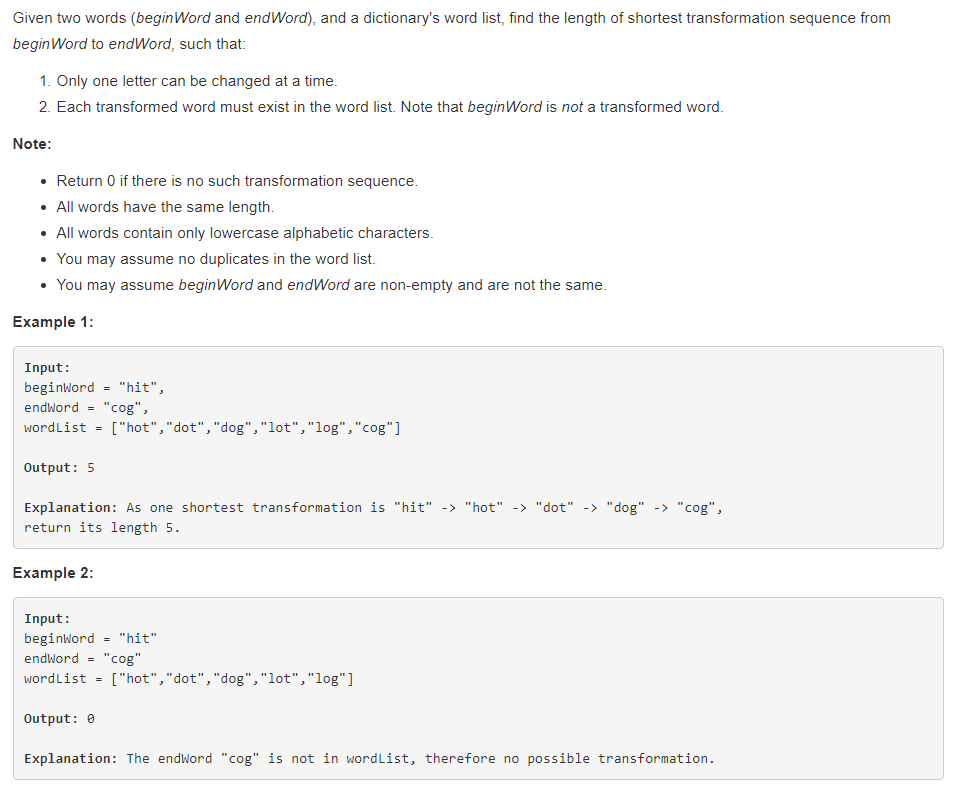 Given two words (beginWord and endWord), and a dictionary's word list, find the length of shortest transformation sequence from
beginWord to endWord, such that:
1. Only one letter can be changed at a time.
2. Each transformed word must exist in the word list. Note that beginWord is not a transformed word.
Note:
• Return 0 if there is no such transformation sequence.
• All words have the same length.
• All words contain only lowercase alphabetic characters.
• You may assume no duplicates in the word list.
• You may assume beginWord and endWord are non-empty and are not the same.
Example 1:
Input:
beginWord = "hit",
endWord = "cog",
wordList = ["hot","dot","dog","lot","log","cog"]
Output: 5
Explanation: As one shortest transformation is "hit" -> "hot" -> "dot" -> "dog" -> "cog",
return its length 5.
Example 2:
Input:
beginWord = "hit"
endWord = "cog"
wordList = ["hot","dot","dog","lot","log"]
Output: 0
Explanation: The endWord "cog" is not in wordList, therefore no possible transformation.